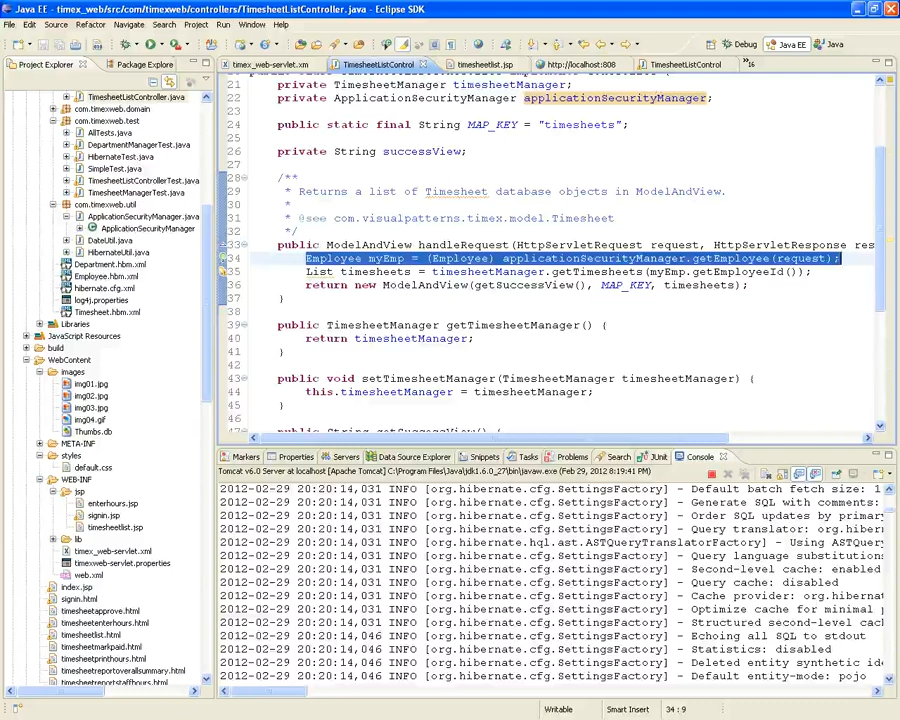 Java EE - timex_web/src/com/timexweb/controllers/TimesheetListController.java - Eclipse SDK
File Edit Source Refactor Navigate Search Project Run Window Help
Debug Java EE Java
Project Explorer Package Explorer
timex_web-servlet.xm TimesheetListControl timesheetlist.jsp http://localhost:808 TimesheetListControl 16
TimesheetListController.java
com.timexweb.domain
com.timexweb.test
AllTests.java
DepartmentManagerTest.java
HibernateTest.java
SimpleTest.java
TimesheetListControllerTest.java
TimesheetManagerTest.java
com.timexweb.util
ApplicationSecurityManager.java
ApplicationSecurityManager
DateUtil.java
HibernateUtil.java
Department.hbm.xml
Employee.hbm.xml
hibernate.cfg.xml
log4j.properties
Timesheet.hbm.xml
Libraries
JavaScript Resources
build
WebContent
images
img01.jpg
img02.jpg
img03.jpg
img04.gif
Thumbs.db
META-INF
styles
default.css
WEB-INF
jsp
enterhours.jsp
signin.jsp
timesheetlist.jsp
lib
timex_web-servlet.xml
timexweb-servlet.properties
web.xml
index.jsp
signin.html
timesheetapprove.html
timesheetenterhours.html
timesheetlist.html
timesheetmarkpaid.html
timesheetprinthours.html
timesheetreportoverallsummary.html
timesheetreportstaffhours.html
21 private TimesheetManager timesheetManager;
22 private ApplicationSecurityManager applicationSecurityManager;
23
24 public static final String MAP_KEY = "timesheets";
25
26 private String successView;
27
28 /**
29 * Returns a list of Timesheet database objects in ModelAndView.
30 *
31 * @see com.visualpatterns.timex.model.Timesheet
32 */
33 public ModelAndView handleRequest(HttpServletRequest request, HttpServletResponse res
34 Employee myEmp = (Employee) applicationSecurityManager.getEmployee(request);
35 List timesheets = timesheetManager.getTimesheets(myEmp.getEmployeeId());
36 return new ModelAndView(getSuccessView(), MAP_KEY, timesheets);
37 }
38
39 public TimesheetManager getTimesheetManager() {
40 return timesheetManager;
41 }
42
43 public void setTimesheetManager(TimesheetManager timesheetManager) {
44 this.timesheetManager = timesheetManager;
45 }
46
Markers Properties Servers Data Source Explorer Snippets Tasks Problems Search JUnit Console
Tomcat v6.0 Server at localhost [Apache Tomcat] C:\Program Files\Java\jdk1.6.0_27\bin\javaw.exe (Feb 29, 2012 8:19:41 PM)
2012-02-29 20:20:14,031 INFO [org.hibernate.cfg.SettingsFactory] - Default batch fetch size: 1
2012-02-29 20:20:14,031 INFO [org.hibernate.cfg.SettingsFactory] - Generate SQL with comments:
2012-02-29 20:20:14,031 INFO [org.hibernate.cfg.SettingsFactory] - Order SQL updates by primary
2012-02-29 20:20:14,031 INFO [org.hibernate.cfg.SettingsFactory] - Query translator: org.hiber
2012-02-29 20:20:14,031 INFO [org.hibernate.hql.ast.ASTQueryTranslatorFactory] - Using ASTQuery
2012-02-29 20:20:14,031 INFO [org.hibernate.cfg.SettingsFactory] - Query language substitutions
2012-02-29 20:20:14,031 INFO [org.hibernate.cfg.SettingsFactory] - Second-level cache: enabled
2012-02-29 20:20:14,031 INFO [org.hibernate.cfg.SettingsFactory] - Query cache: disabled
2012-02-29 20:20:14,031 INFO [org.hibernate.cfg.SettingsFactory] - Cache provider: org.hiberna
2012-02-29 20:20:14,031 INFO [org.hibernate.cfg.SettingsFactory] - Optimize cache for minimal p
2012-02-29 20:20:14,031 INFO [org.hibernate.cfg.SettingsFactory] - Structured second-level cac
2012-02-29 20:20:14,046 INFO [org.hibernate.cfg.SettingsFactory] - Echoing all SQL to stdout
2012-02-29 20:20:14,046 INFO [org.hibernate.cfg.SettingsFactory] - Statistics: disabled
2012-02-29 20:20:14,046 INFO [org.hibernate.cfg.SettingsFactory] - Deleted entity synthetic ide
2012-02-29 20:20:14,046 INFO [org.hibernate.cfg.SettingsFactory] - Default entity-mode: pojo
Writable Smart Insert 34 : 9